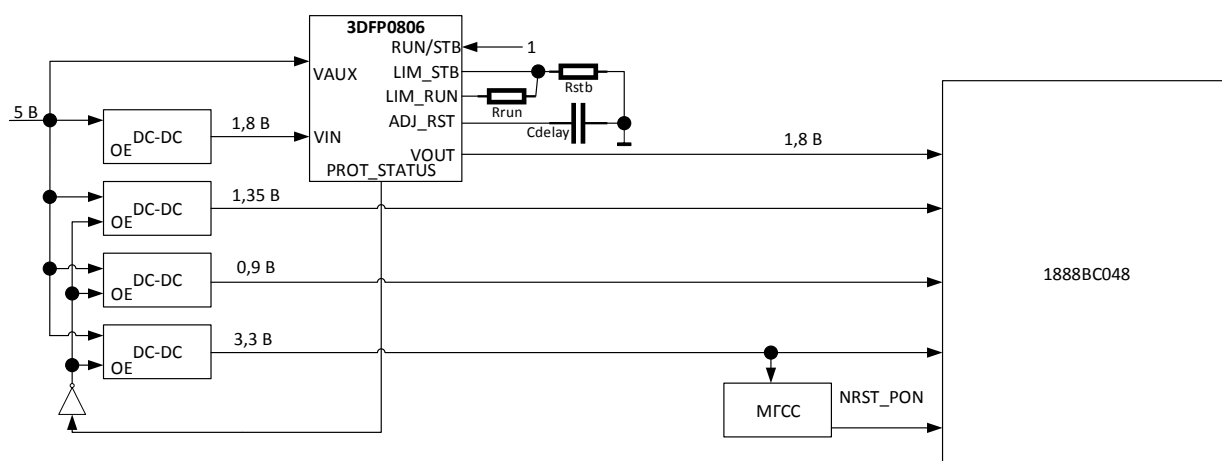 3DFP0806
RUN/STB
1
VAUX
LIM_STB
Rstb
LIM_RUN
Rrun
5 В
DC-DC
OE
1,8 В
VIN
ADJ_RST
Cdelay
VOUT
1,8 В
PROT_STATUS
DC-DC
OE
1,35 В
DC-DC
OE
0,9 В
1888ВС048
DC-DC
OE
3,3 В
МГСС
NRST_PON